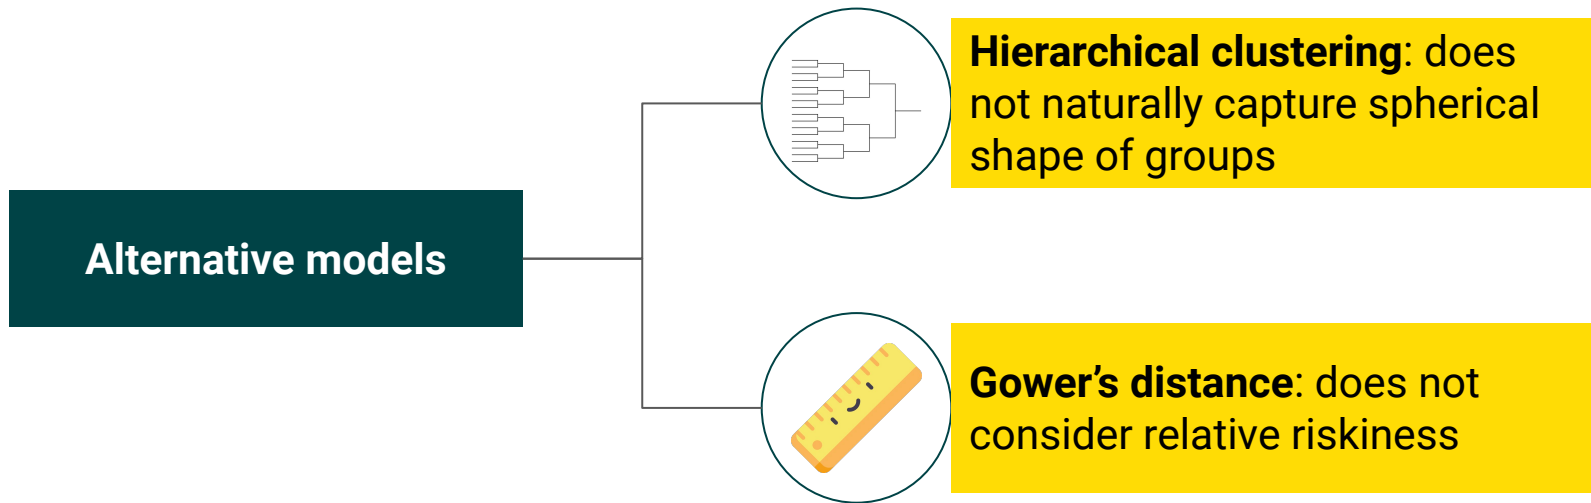 Hierarchical clustering: does
not naturally capture spherical
shape of groups
Alternative models
Gower’s distance: does not
consider relative riskiness